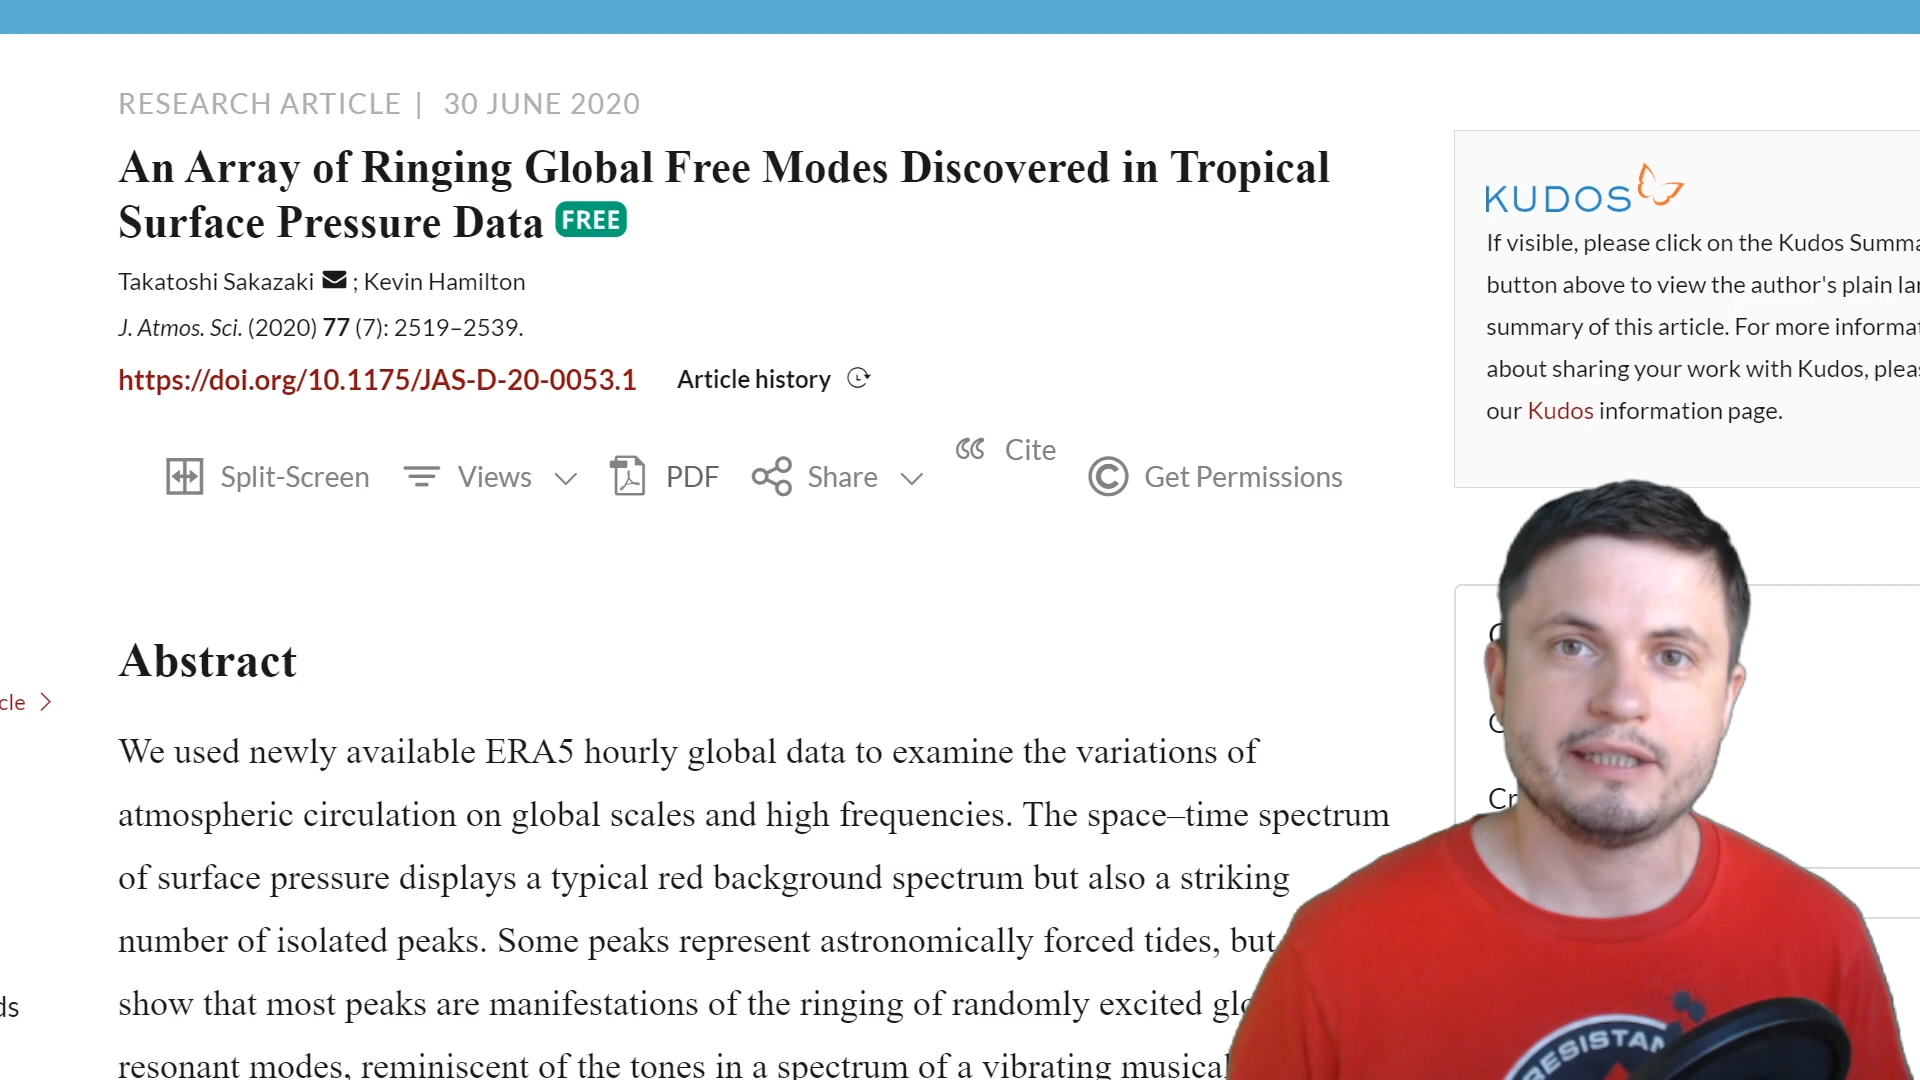 RESEARCH ARTICLE | 30 JUNE 2020
An Array of Ringing Global Free Modes Discovered in Tropical
Surface Pressure Data FREE
Takatoshi Sakazaki ; Kevin Hamilton
J. Atmos. Sci. (2020) 77 (7): 2519–2539.
https://doi.org/10.1175/JAS-D-20-0053.1 Article history
Split-Screen Views PDF Share Cite Get Permissions
KUDOS
If visible, please click on the Kudos Summa
button above to view the author's plain lan
summary of this article. For more informat
about sharing your work with Kudos, pleas
our Kudos information page.
Abstract
cle
We used newly available ERA5 hourly global data to examine the variations of
atmospheric circulation on global scales and high frequencies. The space–time spectrum
of surface pressure displays a typical red background spectrum but also a striking
number of isolated peaks. Some peaks represent astronomically forced tides, but
show that most peaks are manifestations of the ringing of randomly excited glo
resonant modes, reminiscent of the tones in a spectrum of a vibrating musical
ds
Cr
RESISTAN